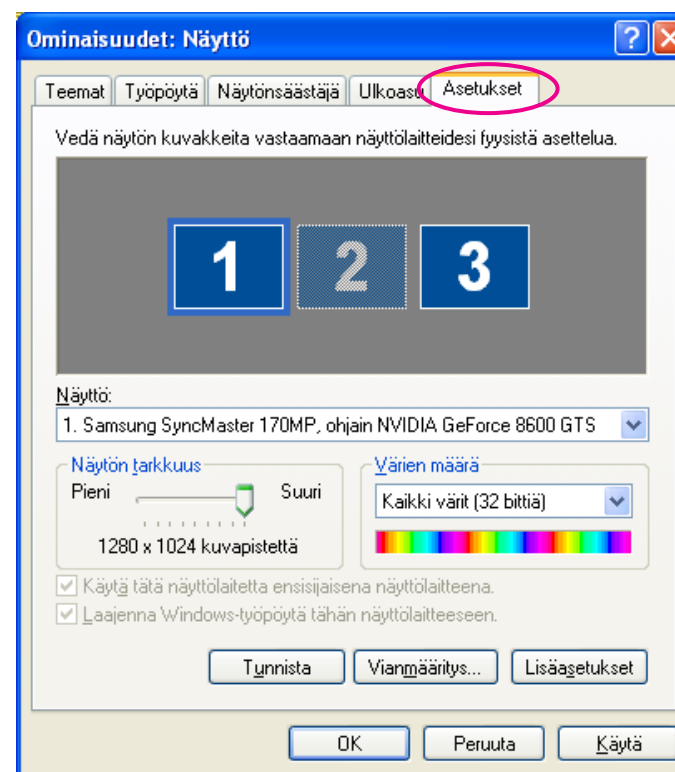 Ominaisuudet: Näyttö
Teemat Työpöytä Näytönsäästäjä Ulkoasu Asetukset
Vedä näytön kuvakkeita vastaamaan näyttölaitteidesi fyysistä asettelua.
1 2 3
Näyttö:
1. Samsung SyncMaster 170MP, ohjain NVIDIA GeForce 8600 GTS
Näytön tarkkuus
Pieni Suuri
1280 x 1024 kuvapistettä
Värien määrä
Kaikki värit (32 bittiä)
Käytä tätä näyttölaitetta ensisijaisena näyttölaitteena.
Laajenna Windows-työpöytä tähän näyttölaitteeseen.
Tunnista Vianmääritys... Lisäasetukset
OK Peruuta Käytä